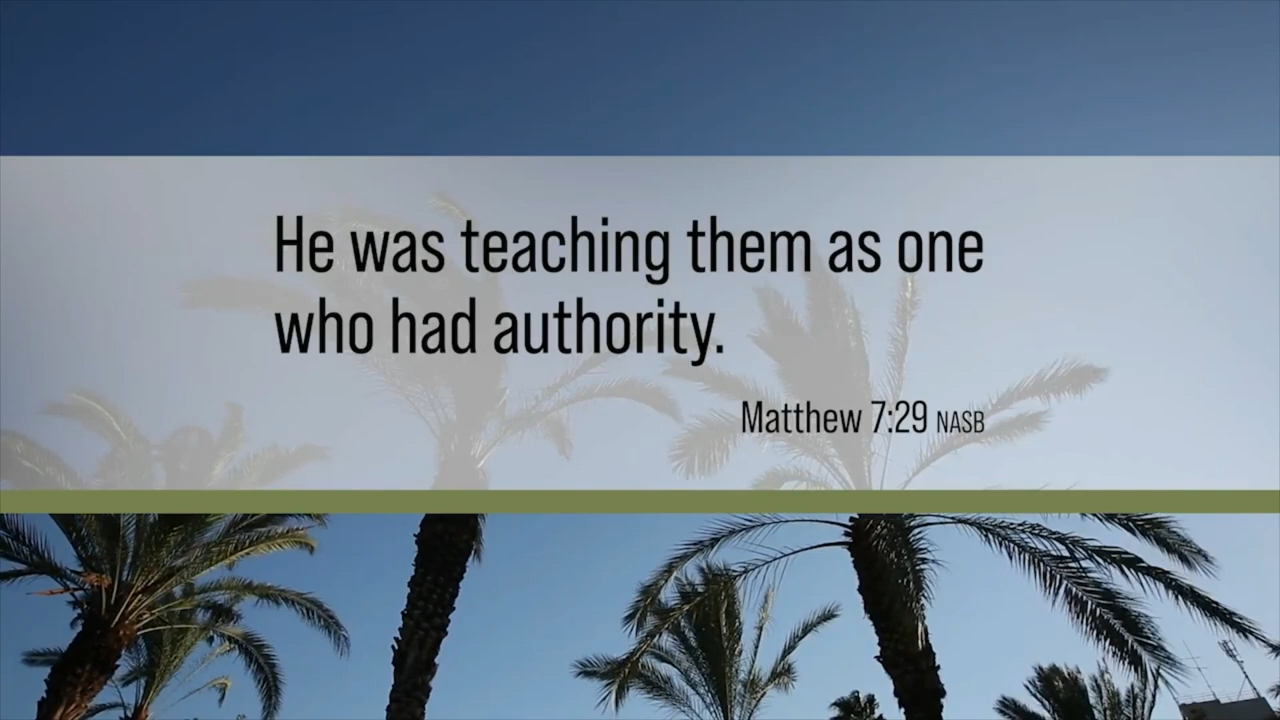 He was teaching them as one
who had authority.
Matthew 7:29 NASB